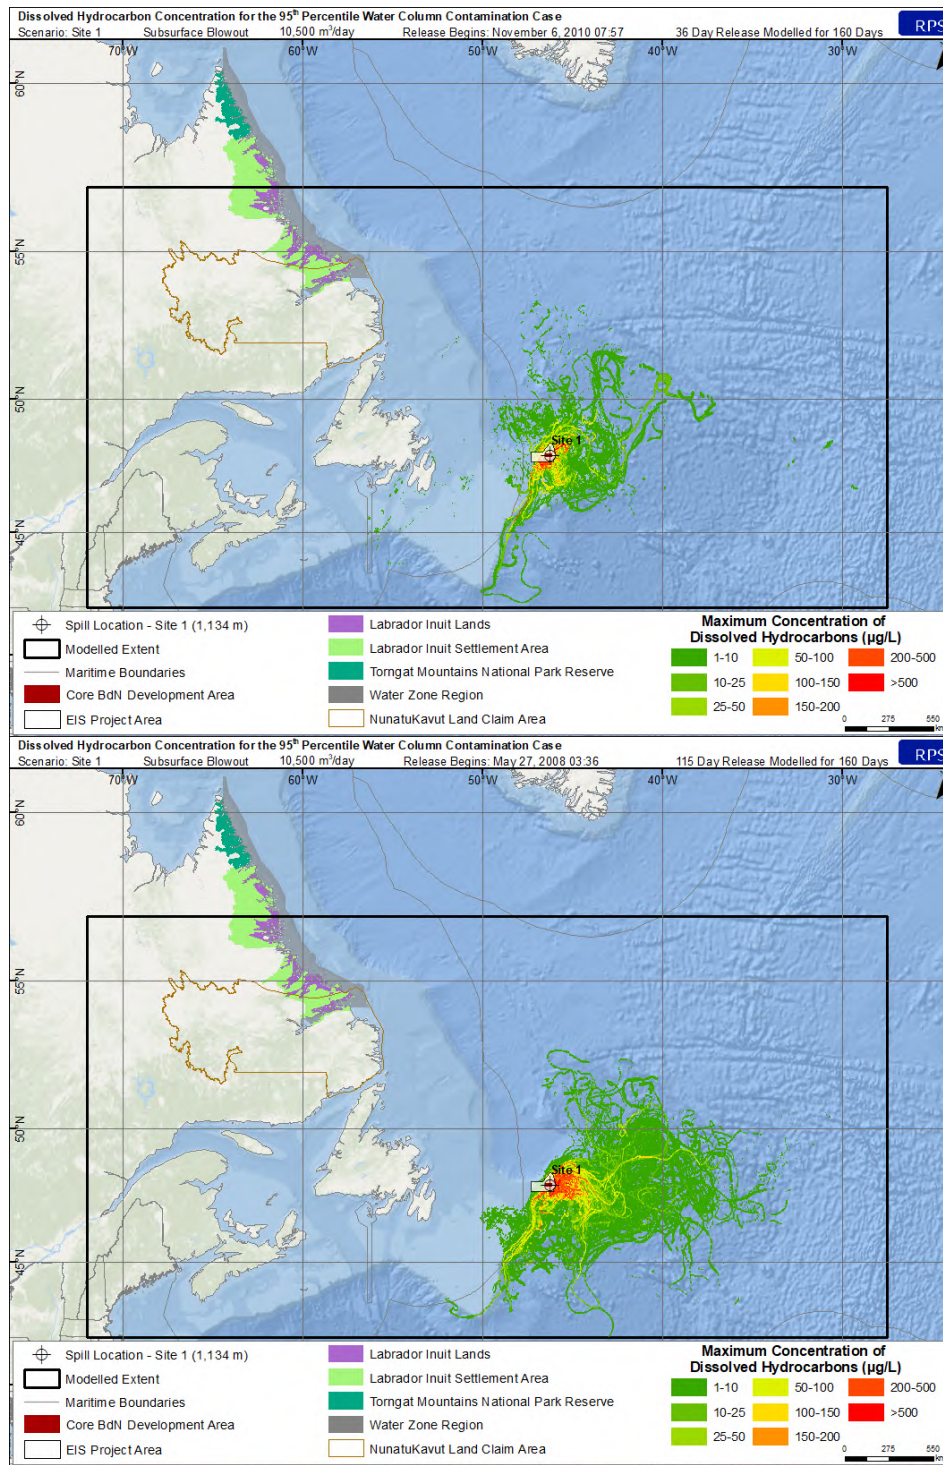 Dissolved Hydrocarbon Concentration for the 95th Percentile Water Column Contamination Case
Scenario: Site 1 Subsurface Blowout 10,500 m³/day Release Begins: November 6, 2010 07:57 36 Day Release Modelled for 160 Days
RPS
70°W 60°W 50°W 40°W 30°W
60°N
55°N
50°N
Site 1
45°N
Spill Location - Site 1 (1,134 m)
Modelled Extent
Maritime Boundaries
Core BdN Development Area
EIS Project Area
Labrador Inuit Lands
Labrador Inuit Settlement Area
Torngat Mountains National Park Reserve
Water Zone Region
NunatuKavut Land Claim Area
Maximum Concentration of
Dissolved Hydrocarbons (µg/L)
1-10 50-100 200-500
10-25 100-150 >500
25-50 150-200
0 275 550
Dissolved Hydrocarbon Concentration for the 95th Percentile Water Column Contamination Case
Scenario: Site 1 Subsurface Blowout 10,500 m³/day Release Begins: May 27, 2008 03:36 115 Day Release Modelled for 160 Days
RPS
70°W 60°W 50°W 40°W 30°W
60°N
55°N
50°N
Site 1
45°N
Spill Location - Site 1 (1,134 m)
Modelled Extent
Maritime Boundaries
Core BdN Development Area
EIS Project Area
Labrador Inuit Lands
Labrador Inuit Settlement Area
Torngat Mountains National Park Reserve
Water Zone Region
NunatuKavut Land Claim Area
Maximum Concentration of
Dissolved Hydrocarbons (µg/L)
1-10 50-100 200-500
10-25 100-150 >500
25-50 150-200
0 275 550